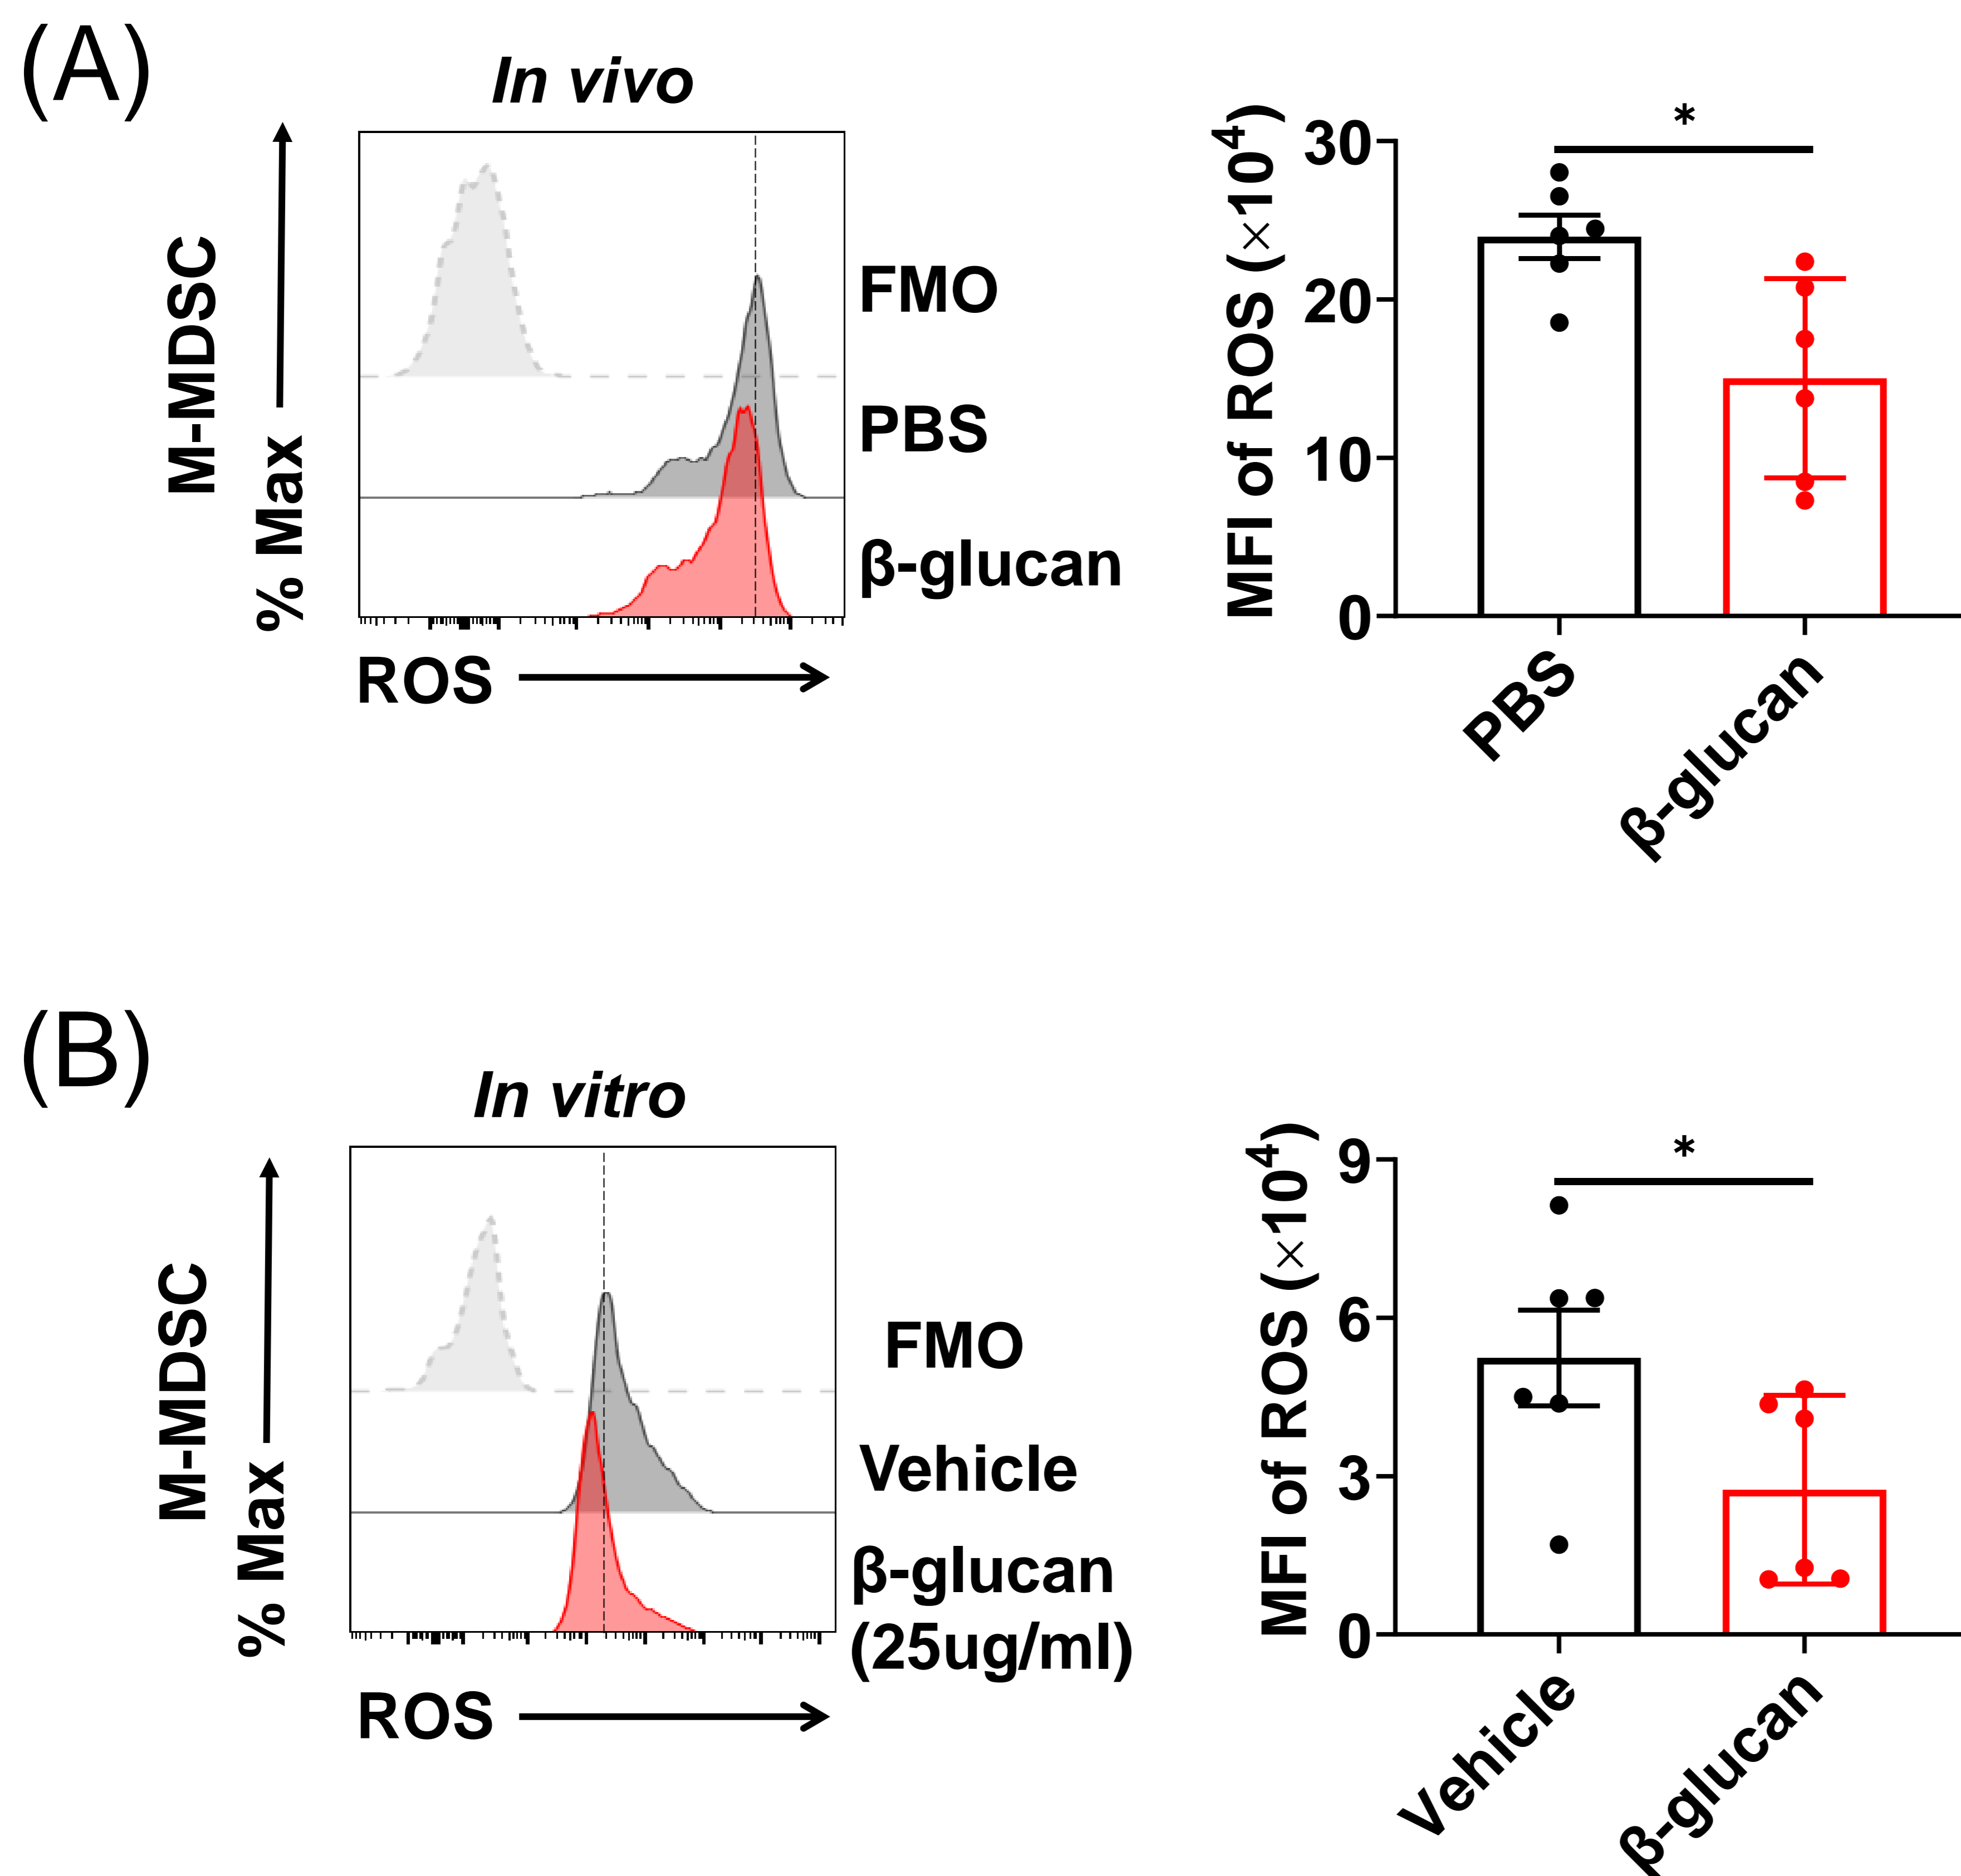 (A)
In vivo
M-MDSC
% Max
FMO
PBS
β-glucan
ROS
MFI of ROS (×10⁴)
30
20
10
0
*
PBS
β-glucan
(B)
In vitro
M-MDSC
% Max
FMO
Vehicle
β-glucan
(25ug/ml)
ROS
MFI of ROS (×10⁴)
9
6
3
0
*
Vehicle
β-glucan